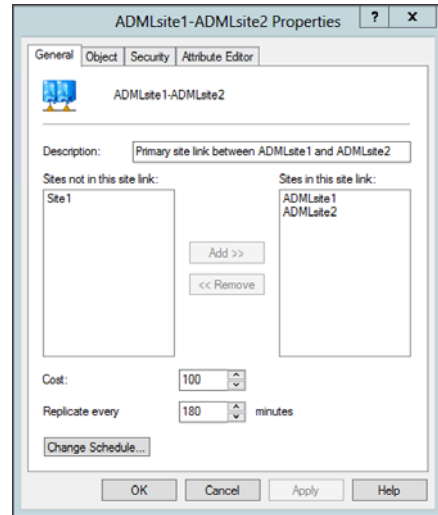 ADMLsite1-ADMLsite2 Properties
? x
General Object Security Attribute Editor
ADMLsite1-ADMLsite2
Description: Primary site link between ADMLsite1 and ADMLsite2
Sites not in this site link: Sites in this site link:
Site1 ADMLsite1
ADMLsite2
Add >>
<< Remove
Cost: 100
Replicate every 180 minutes
Change Schedule...
OK Cancel Apply Help